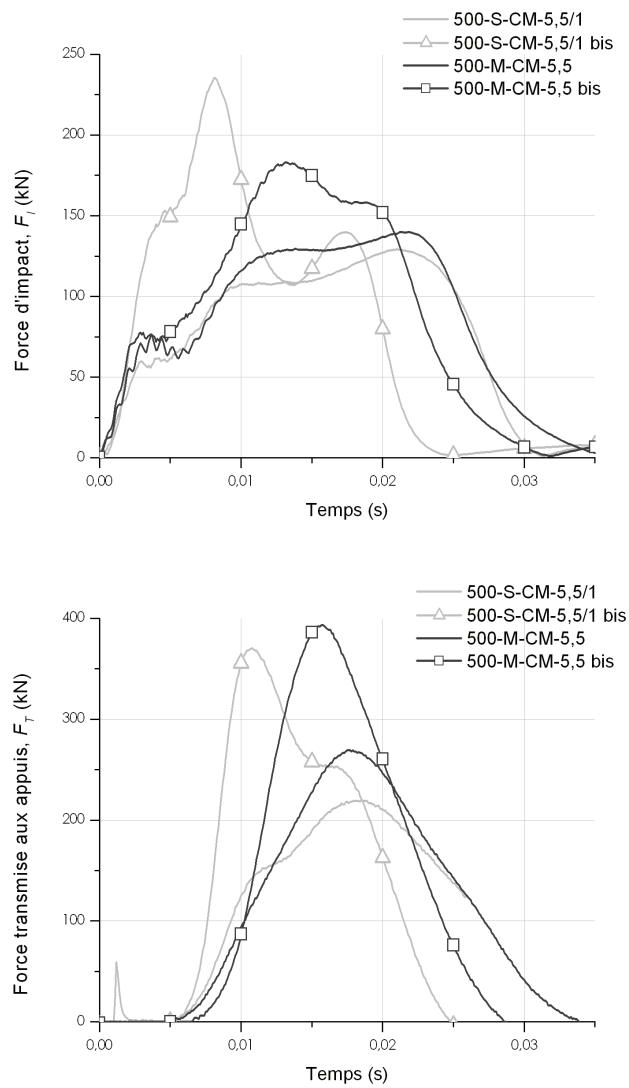 500-S-CM-5,5/1
500-S-CM-5,5/1 bis
500-M-CM-5,5
500-M-CM-5,5 bis
250
200
150
100
50
0
Force d'impact, F_I (kN)
0,00 0,01 0,02 0,03
Temps (s)
500-S-CM-5,5/1
500-S-CM-5,5/1 bis
500-M-CM-5,5
500-M-CM-5,5 bis
400
300
200
100
0
Force transmise aux appuis, F_T (kN)
0,00 0,01 0,02 0,03
Temps (s)